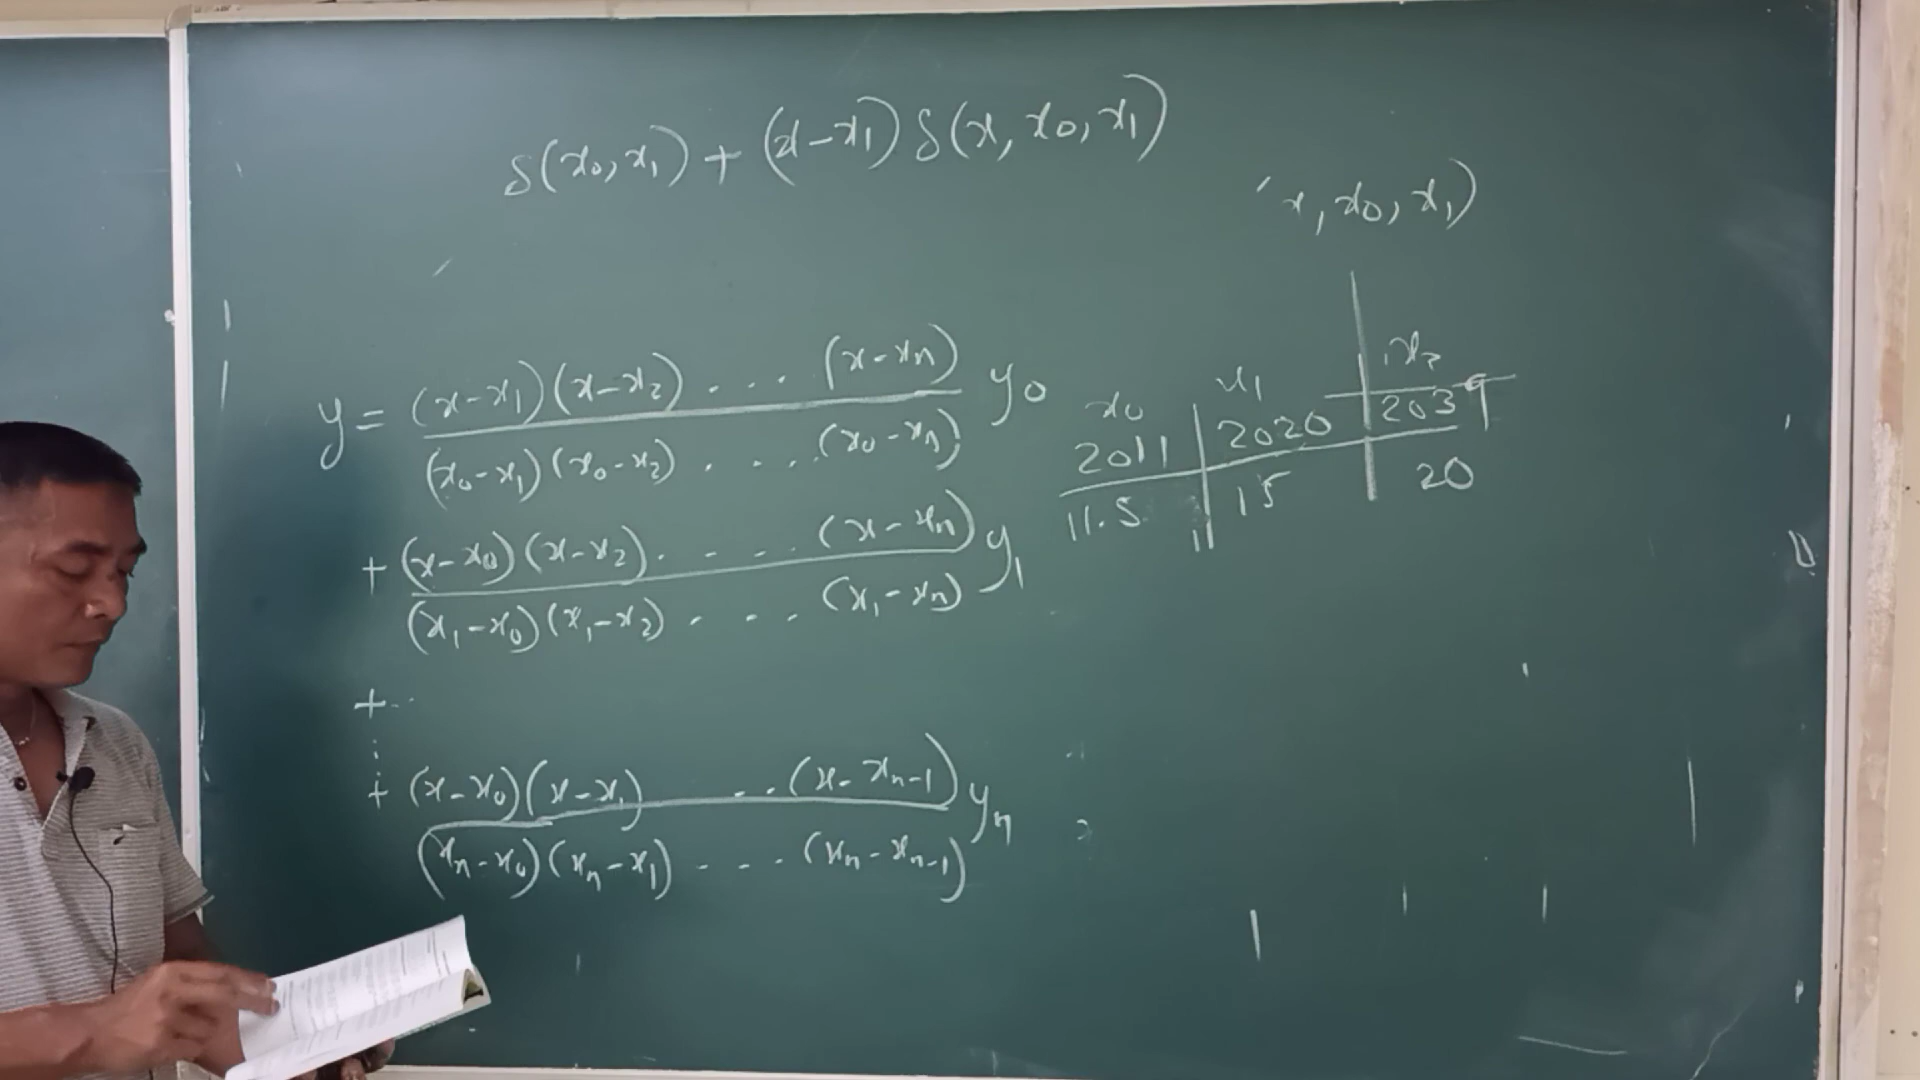 δ(x₀, x₁) + (x-x₁) δ(x, x₀, x₁)
x, x₀, x₁)
y = (x-x₁)(x-x₂) . . . . (x-xₙ) y₀
(x₀-x₁)(x₀-x₂) . . . . (x₀-xₙ)
+ (x-x₀)(x-x₂) . . . . (x-xₙ) y₁
(x₁-x₀)(x₁-x₂) . . . . (x₁-xₙ)
+ . .
+ (x-x₀)(x-x₁) . . (x-xₙ₋₁) yₙ
(xₙ-x₀)(xₙ-x₁) - - - (xₙ-xₙ₋₁)
x₀ x₁ x₂
2011 2020 2039
11.5 15 20